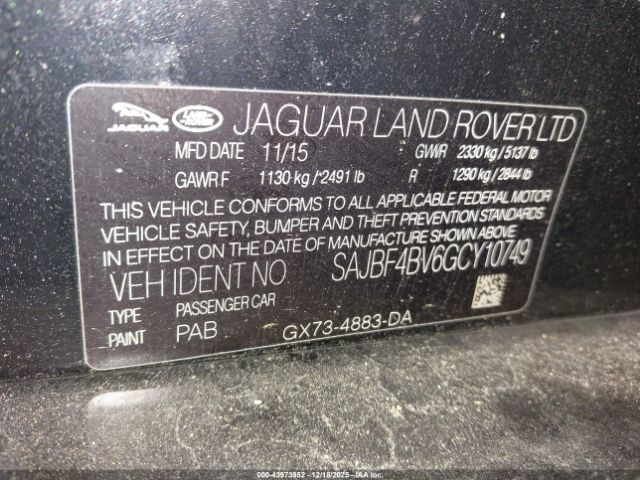 JAGUAR LAND ROVER JAGUAR LAND ROVER LTD
MFD DATE 11/15 GWR 2330 kg / 5137 lb
GAWR F 1130 kg / 2491 lb R 1290 kg / 2844 lb
THIS VEHICLE CONFORMS TO ALL APPLICABLE FEDERAL MOTOR
VEHICLE SAFETY, BUMPER AND THEFT PREVENTION STANDARDS
IN EFFECT ON THE DATE OF MANUFACTURE SHOWN ABOVE
VEH IDENT NO SAJBF4BV6GCY10749
TYPE PASSENGER CAR
PAINT PAB GX73-4883-DA
000-43973952 - 12/18/2025 - IAAI.COM